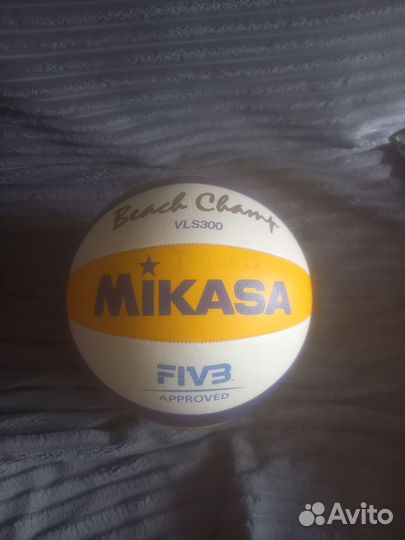 Beach Champ
VLS300
MIKASA
FIVB
APPROVED
Avito